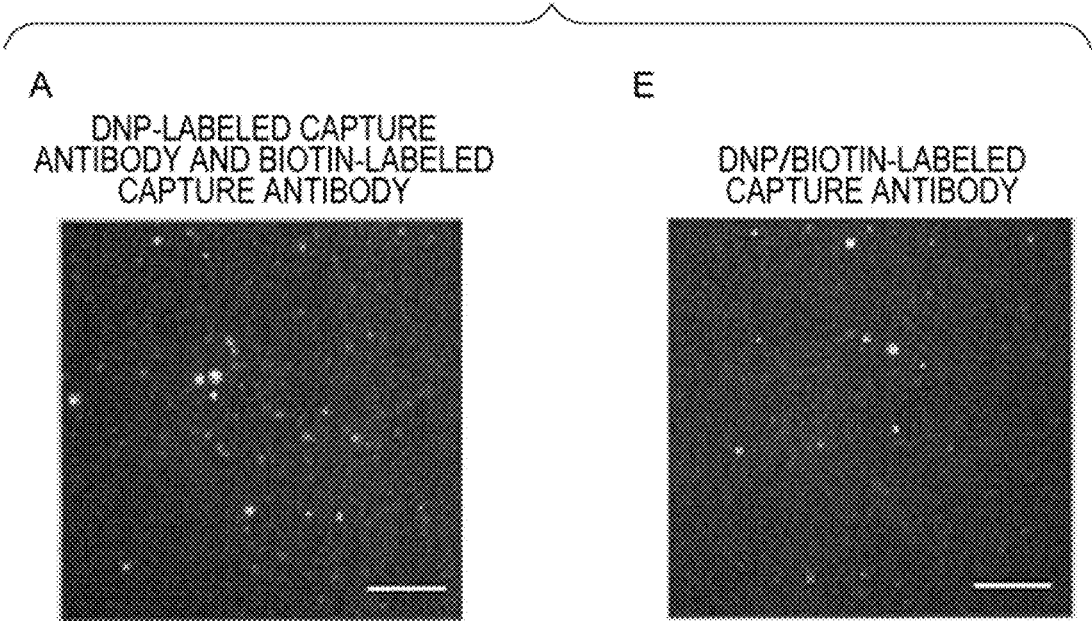 A
DNP-LABELED CAPTURE
ANTIBODY AND BIOTIN-LABELED
CAPTURE ANTIBODY
E
DNP/BIOTIN-LABELED
CAPTURE ANTIBODY